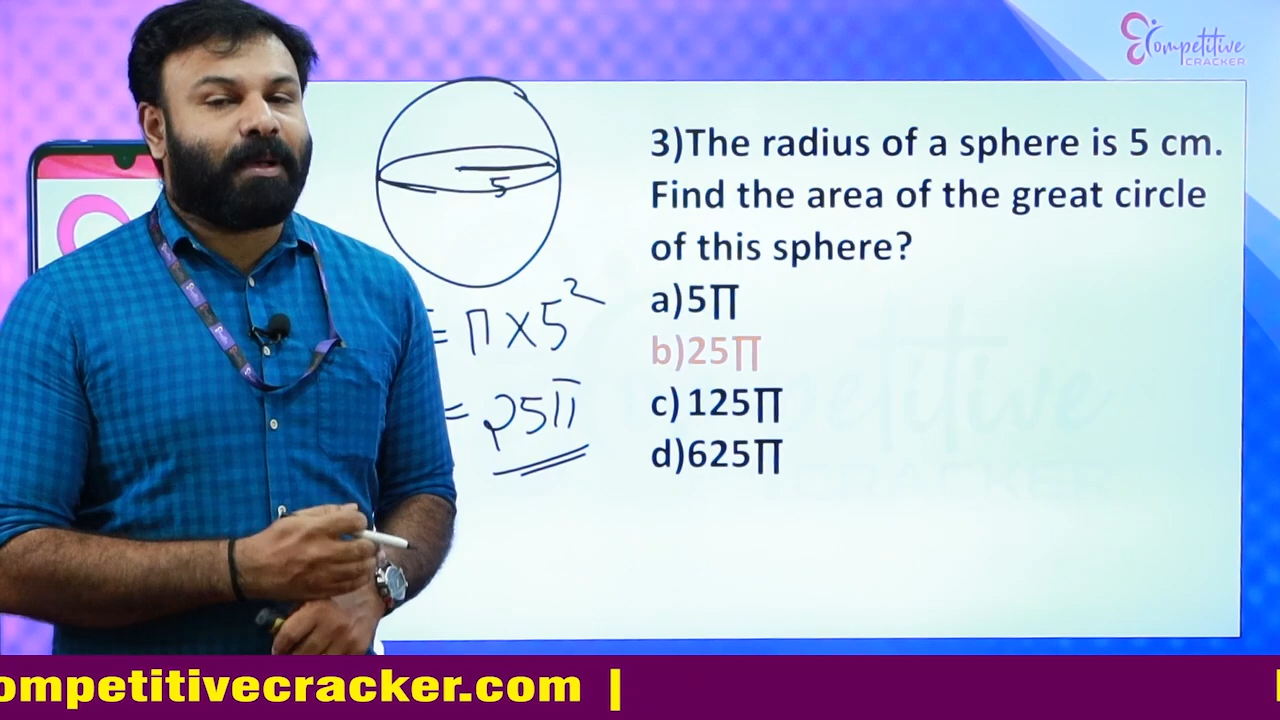 Competitive
CRACKER
3)The radius of a sphere is 5 cm.
Find the area of the great circle
of this sphere?
a)5∏
b)25∏
c)125∏
d)625∏
5
= π×5²
= 25π
ompetitivecracker.com |